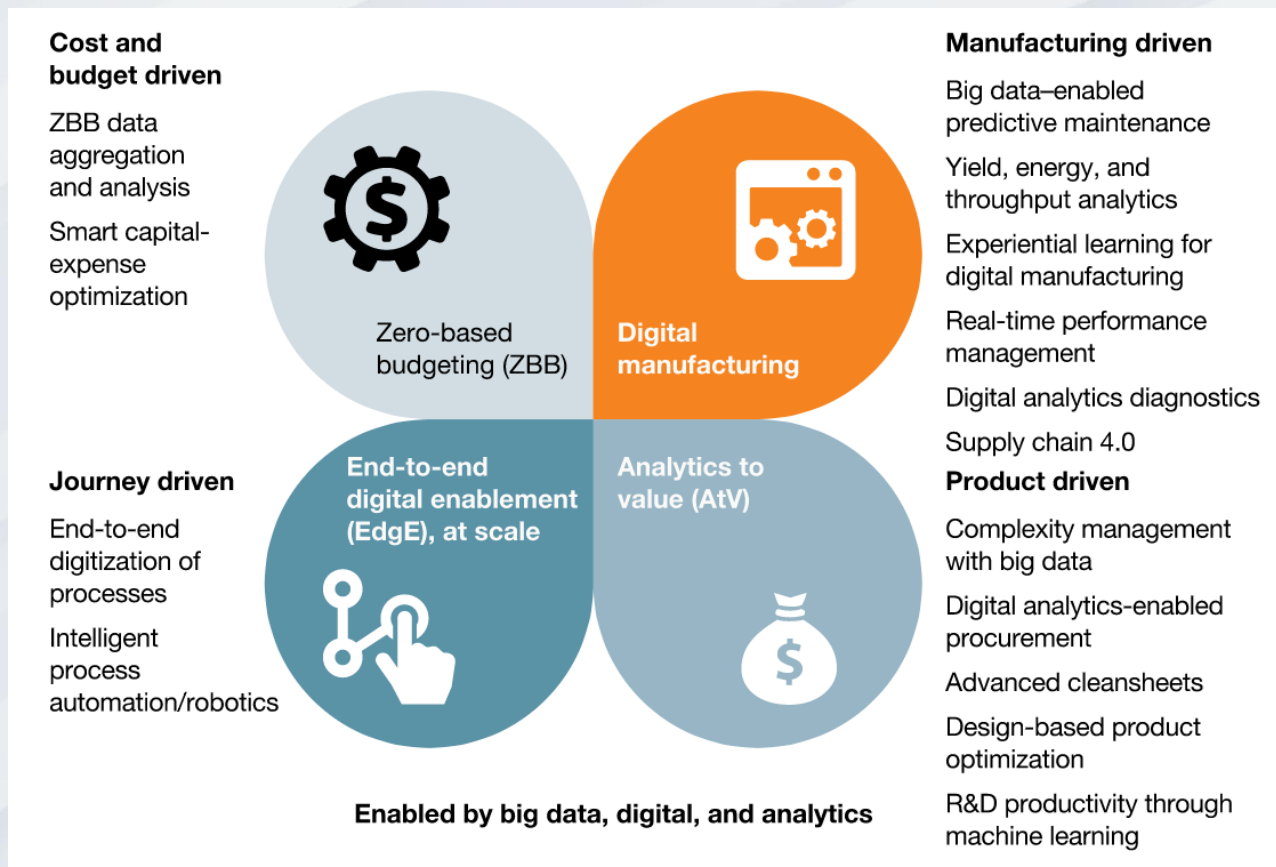 Cost and
budget driven
ZBB data
aggregation
and analysis
Smart capital-
expense
optimization
$
Zero-based
budgeting (ZBB)
Digital
manufacturing
Manufacturing driven
Big data–enabled
predictive maintenance
Yield, energy, and
throughput analytics
Experiential learning for
digital manufacturing
Real-time performance
management
Digital analytics diagnostics
Supply chain 4.0
Journey driven
End-to-end
digitization of
processes
Intelligent
process
automation/robotics
End-to-end
digital enablement
(EdgE), at scale
Analytics to
value (AtV)
$
Product driven
Complexity management
with big data
Digital analytics-enabled
procurement
Advanced cleansheets
Design-based product
optimization
R&D productivity through
machine learning
Enabled by big data, digital, and analytics